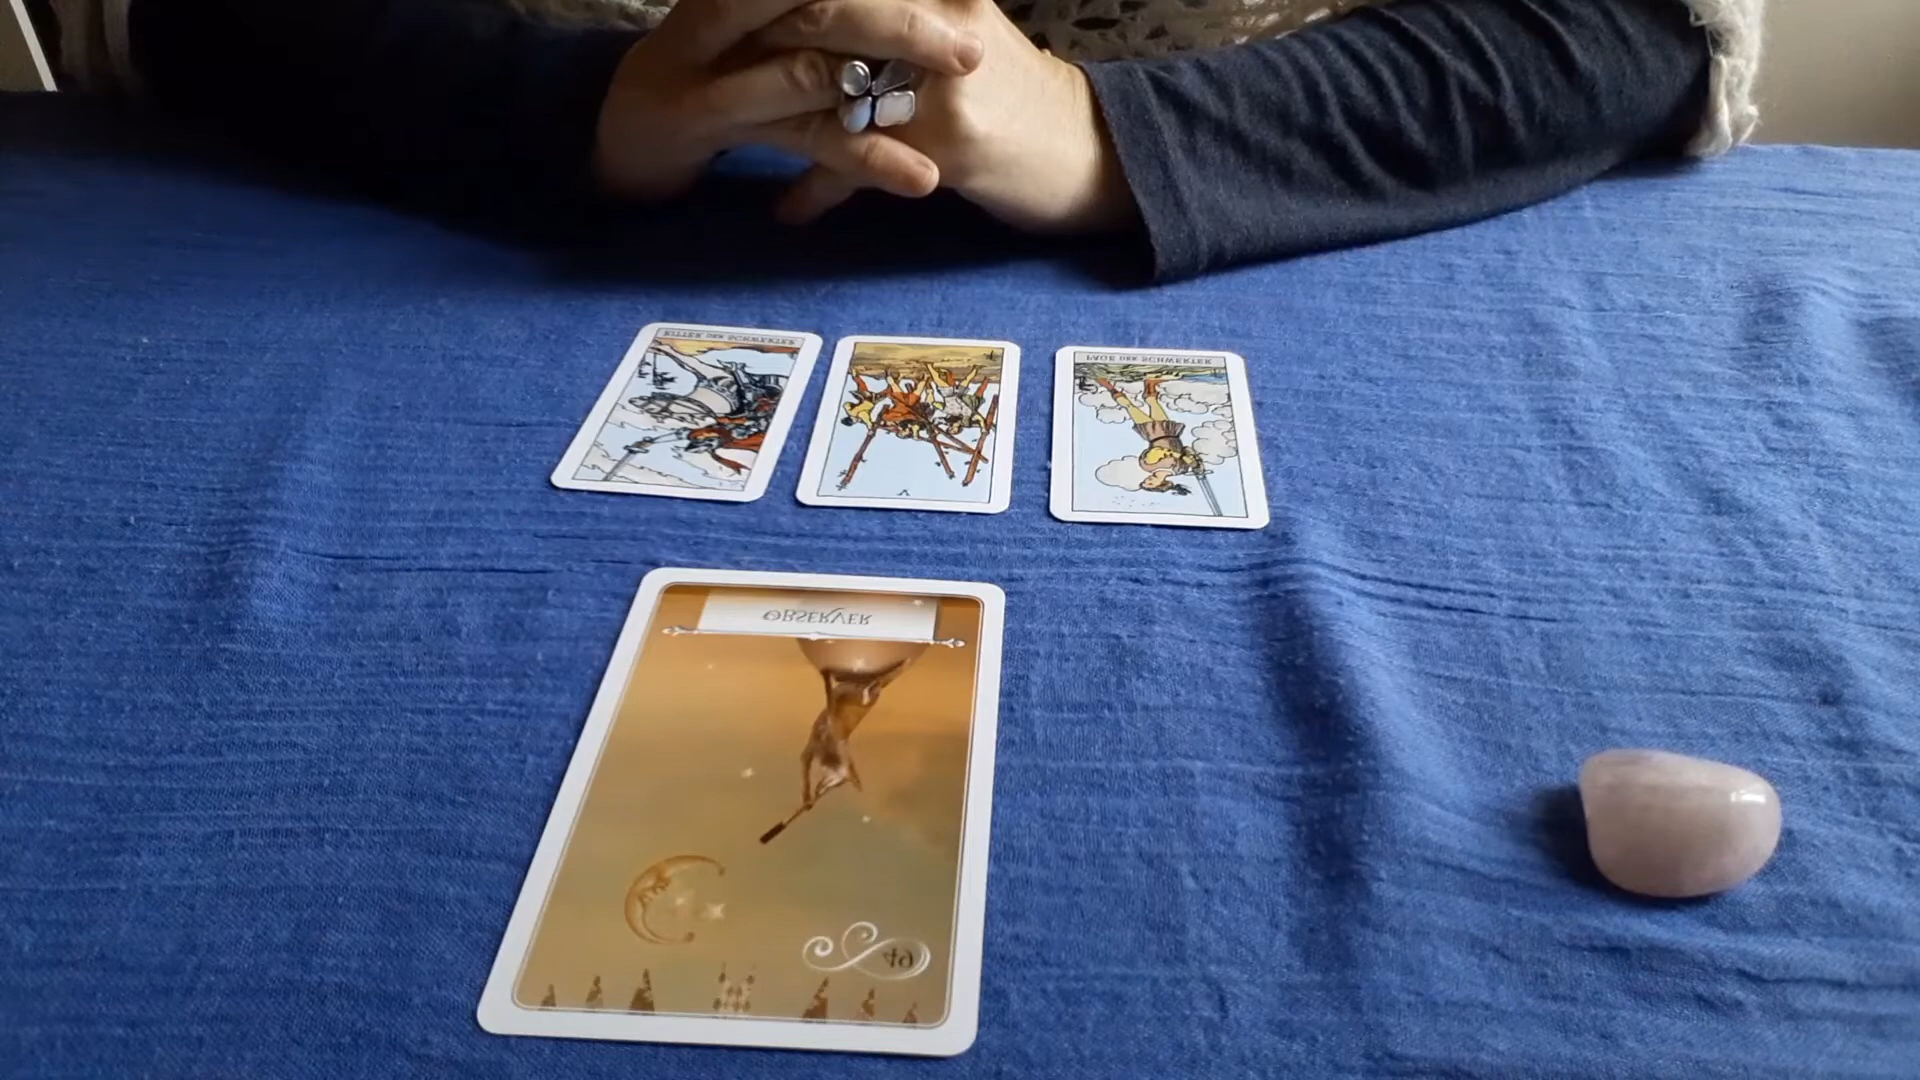 RITTER DER SCHWERTER
V
PAGE DER SCHWERTER
OBSERVER
49